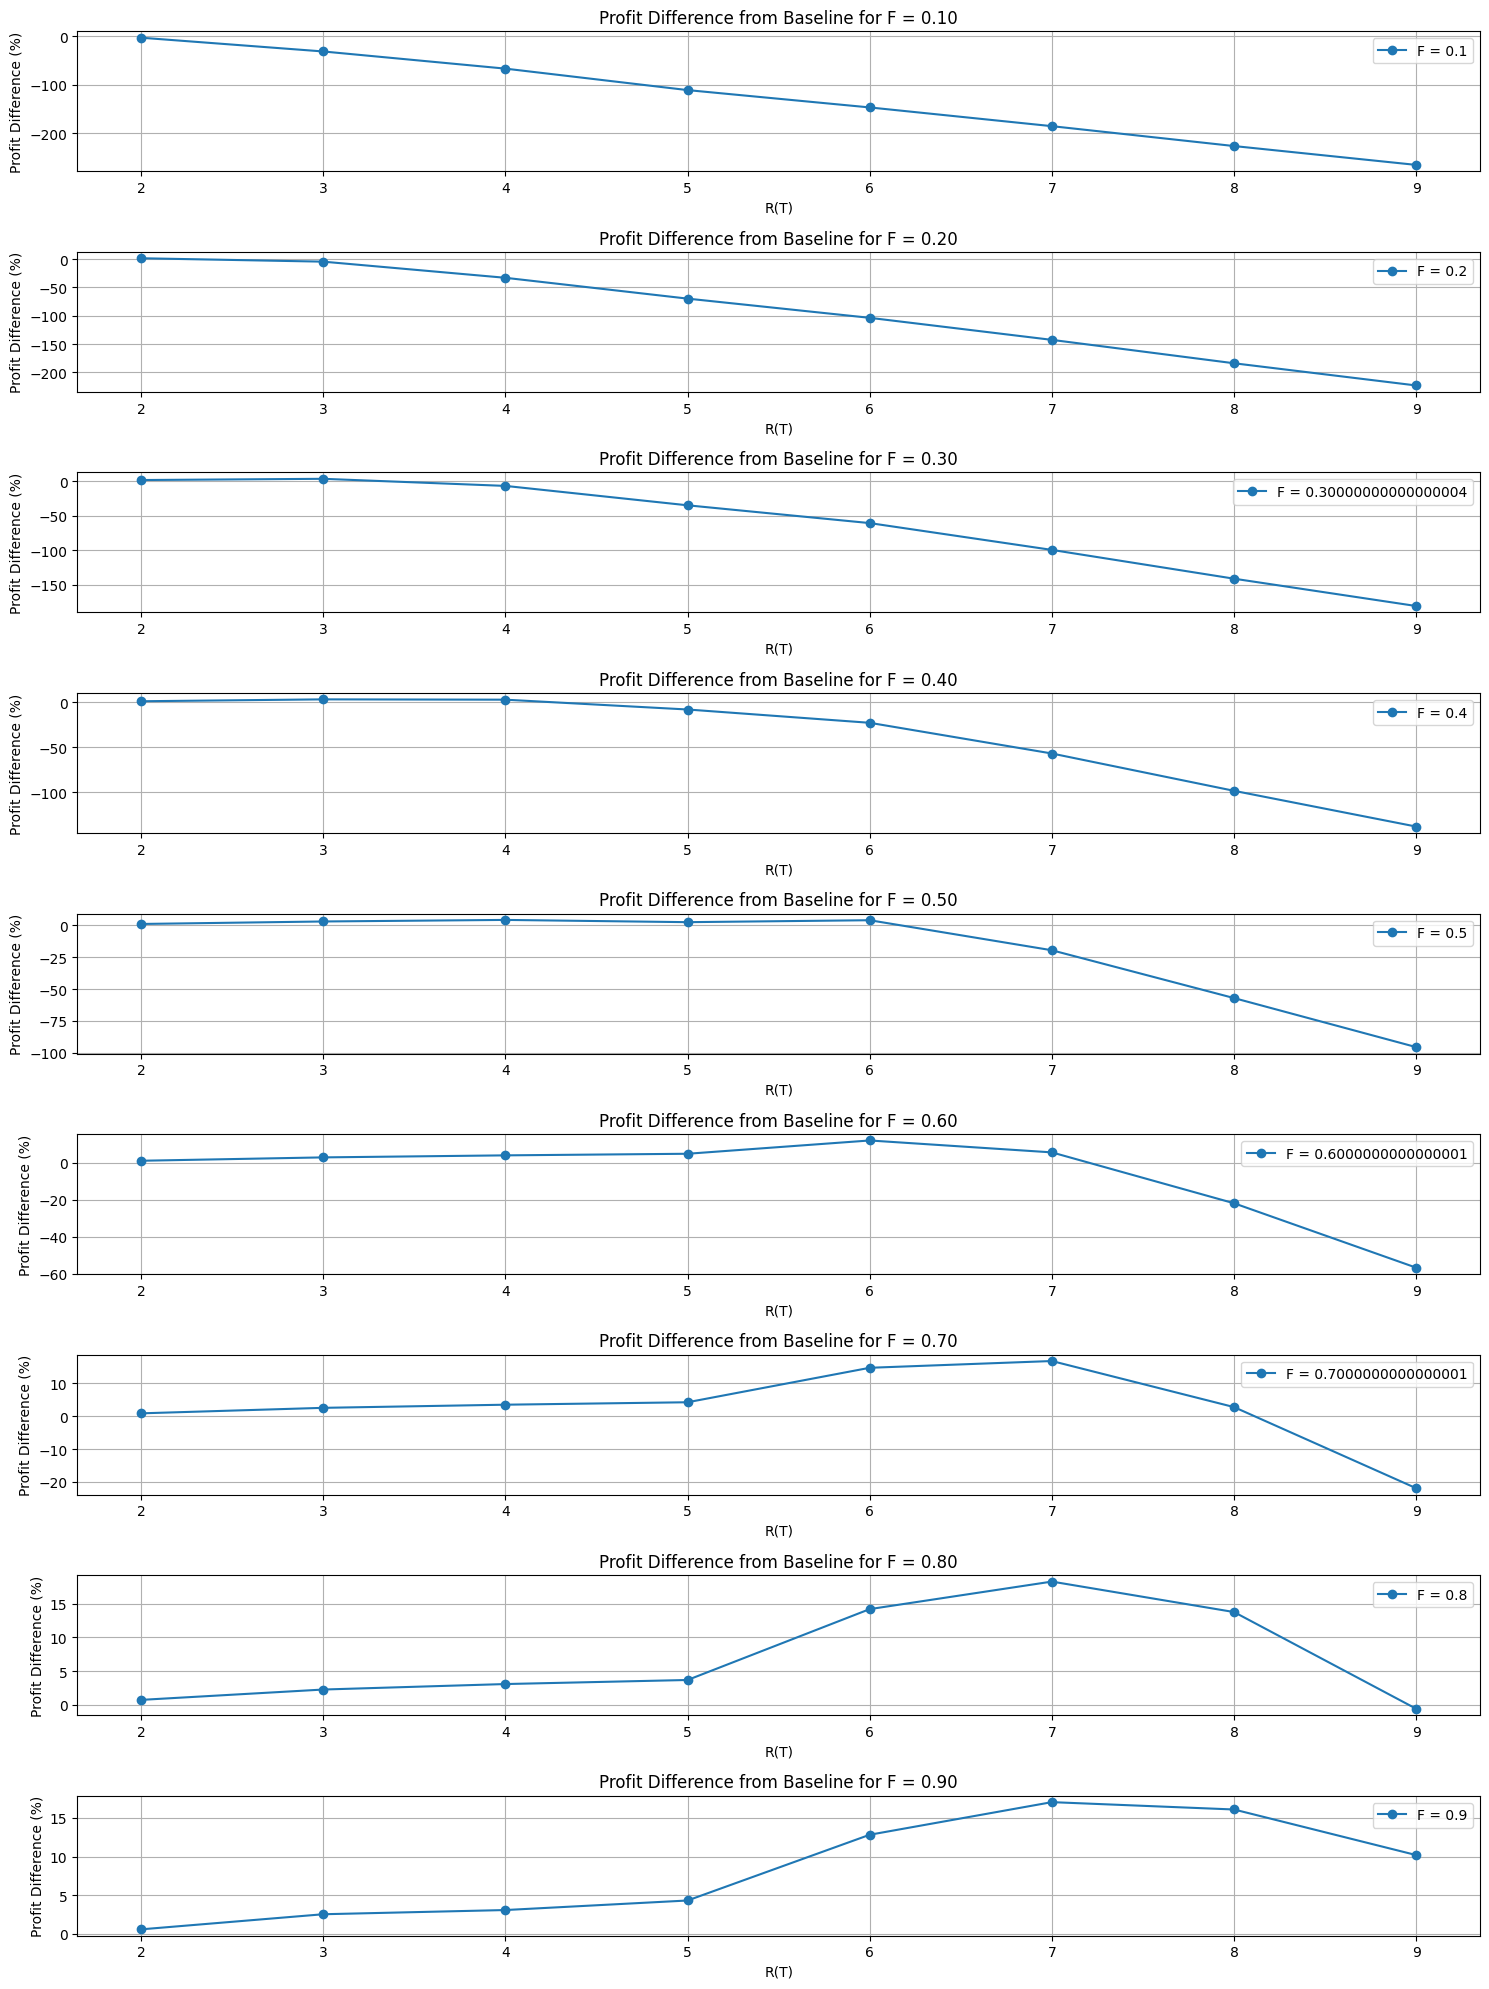 Profit Difference from Baseline for F = 0.10
Profit Difference (%)
0
−100
−200
F = 0.1
2 3 4 5 6 7 8 9
R(T)
Profit Difference from Baseline for F = 0.20
Profit Difference (%)
0
−50
−100
−150
−200
F = 0.2
2 3 4 5 6 7 8 9
R(T)
Profit Difference from Baseline for F = 0.30
Profit Difference (%)
0
−50
−100
−150
F = 0.30000000000000004
2 3 4 5 6 7 8 9
R(T)
Profit Difference from Baseline for F = 0.40
Profit Difference (%)
0
−50
−100
F = 0.4
2 3 4 5 6 7 8 9
R(T)
Profit Difference from Baseline for F = 0.50
Profit Difference (%)
0
−25
−50
−75
−100
F = 0.5
2 3 4 5 6 7 8 9
R(T)
Profit Difference from Baseline for F = 0.60
Profit Difference (%)
0
−20
−40
−60
F = 0.6000000000000001
2 3 4 5 6 7 8 9
R(T)
Profit Difference from Baseline for F = 0.70
Profit Difference (%)
10
0
−10
−20
F = 0.7000000000000001
2 3 4 5 6 7 8 9
R(T)
Profit Difference from Baseline for F = 0.80
Profit Difference (%)
15
10
5
0
F = 0.8
2 3 4 5 6 7 8 9
R(T)
Profit Difference from Baseline for F = 0.90
Profit Difference (%)
15
10
5
0
F = 0.9
2 3 4 5 6 7 8 9
R(T)